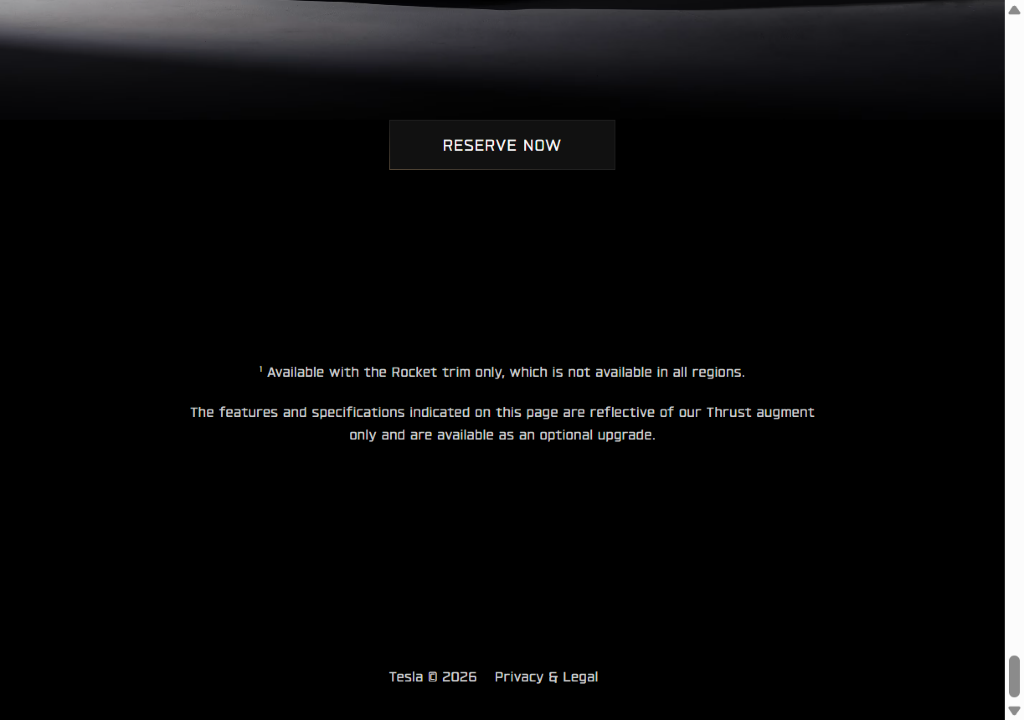 RESERVE NOW
¹ Available with the Rocket trim only, which is not available in all regions.
The features and specifications indicated on this page are reflective of our Thrust augment
only and are available as an optional upgrade.
Tesla © 2026 Privacy & Legal